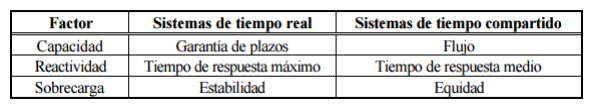 Factor Sistemas de tiempo real Sistemas de tiempo compartido
Capacidad Garantía de plazos Flujo
Reactividad Tiempo de respuesta máximo Tiempo de respuesta medio
Sobrecarga Estabilidad Equidad